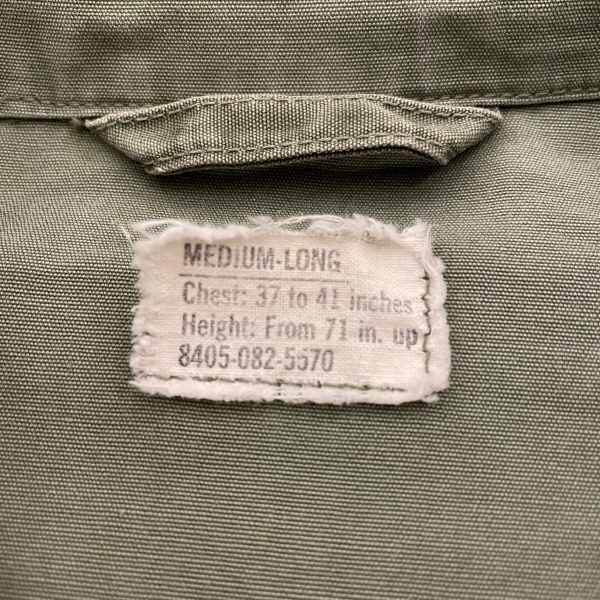 MEDIUM-LONG
Chest: 37 to 41 inches
Height: From 71 in. up
8405-082-5570